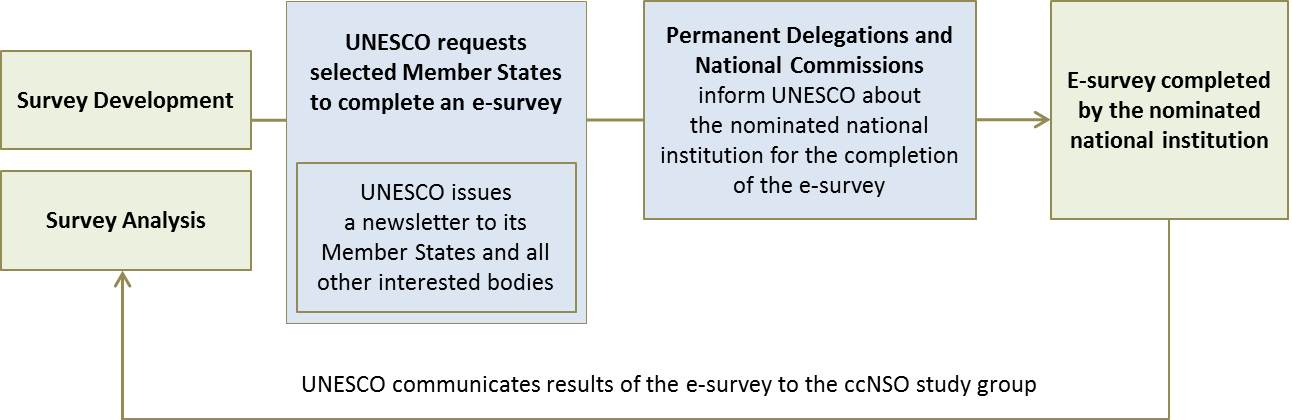 Survey Development
Survey Analysis
UNESCO requests
selected Member States
to complete an e-survey
UNESCO issues
a newsletter to its
Member States and all
other interested bodies
Permanent Delegations and
National Commissions
inform UNESCO about
the nominated national
institution for the completion
of the e-survey
E-survey completed
by the nominated
national institution
UNESCO communicates results of the e-survey to the ccNSO study group